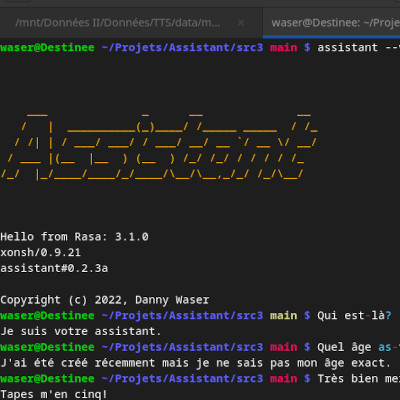 /mnt/Données II/Données/TTS/data/m... × waser@Destinee: ~/Proje
waser@Destinee ~/Projets/Assistant/src3 main $ assistant --
Assistant
Hello from Rasa: 3.1.0
xonsh/0.9.21
assistant#0.2.3a
Copyright (c) 2022, Danny Waser
waser@Destinee ~/Projets/Assistant/src3 main $ Qui est-là?
Je suis votre assistant.
waser@Destinee ~/Projets/Assistant/src3 main $ Quel âge as-
J'ai été créé récemment mais je ne sais pas mon âge exact.
waser@Destinee ~/Projets/Assistant/src3 main $ Très bien
Tapes m'en cinq!